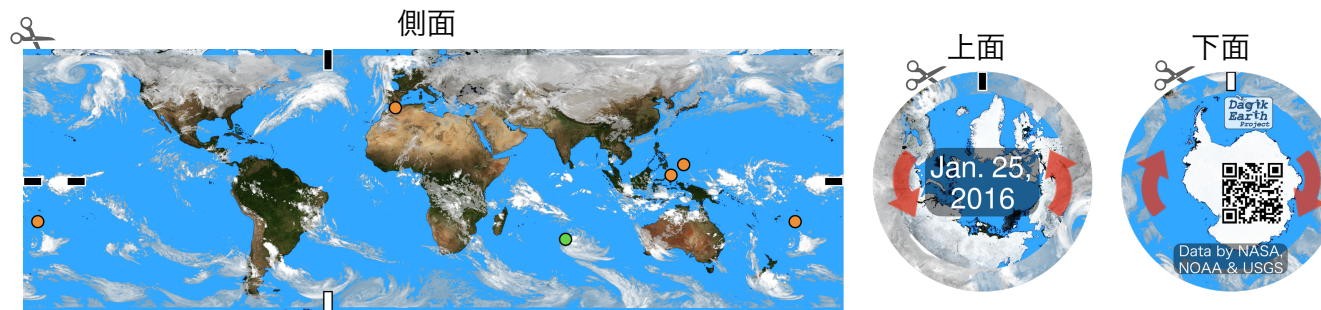 側面
上面
下面
Jan. 25,
2016
Dagik
Earth
Project
Data by NASA,
NOAA & USGS